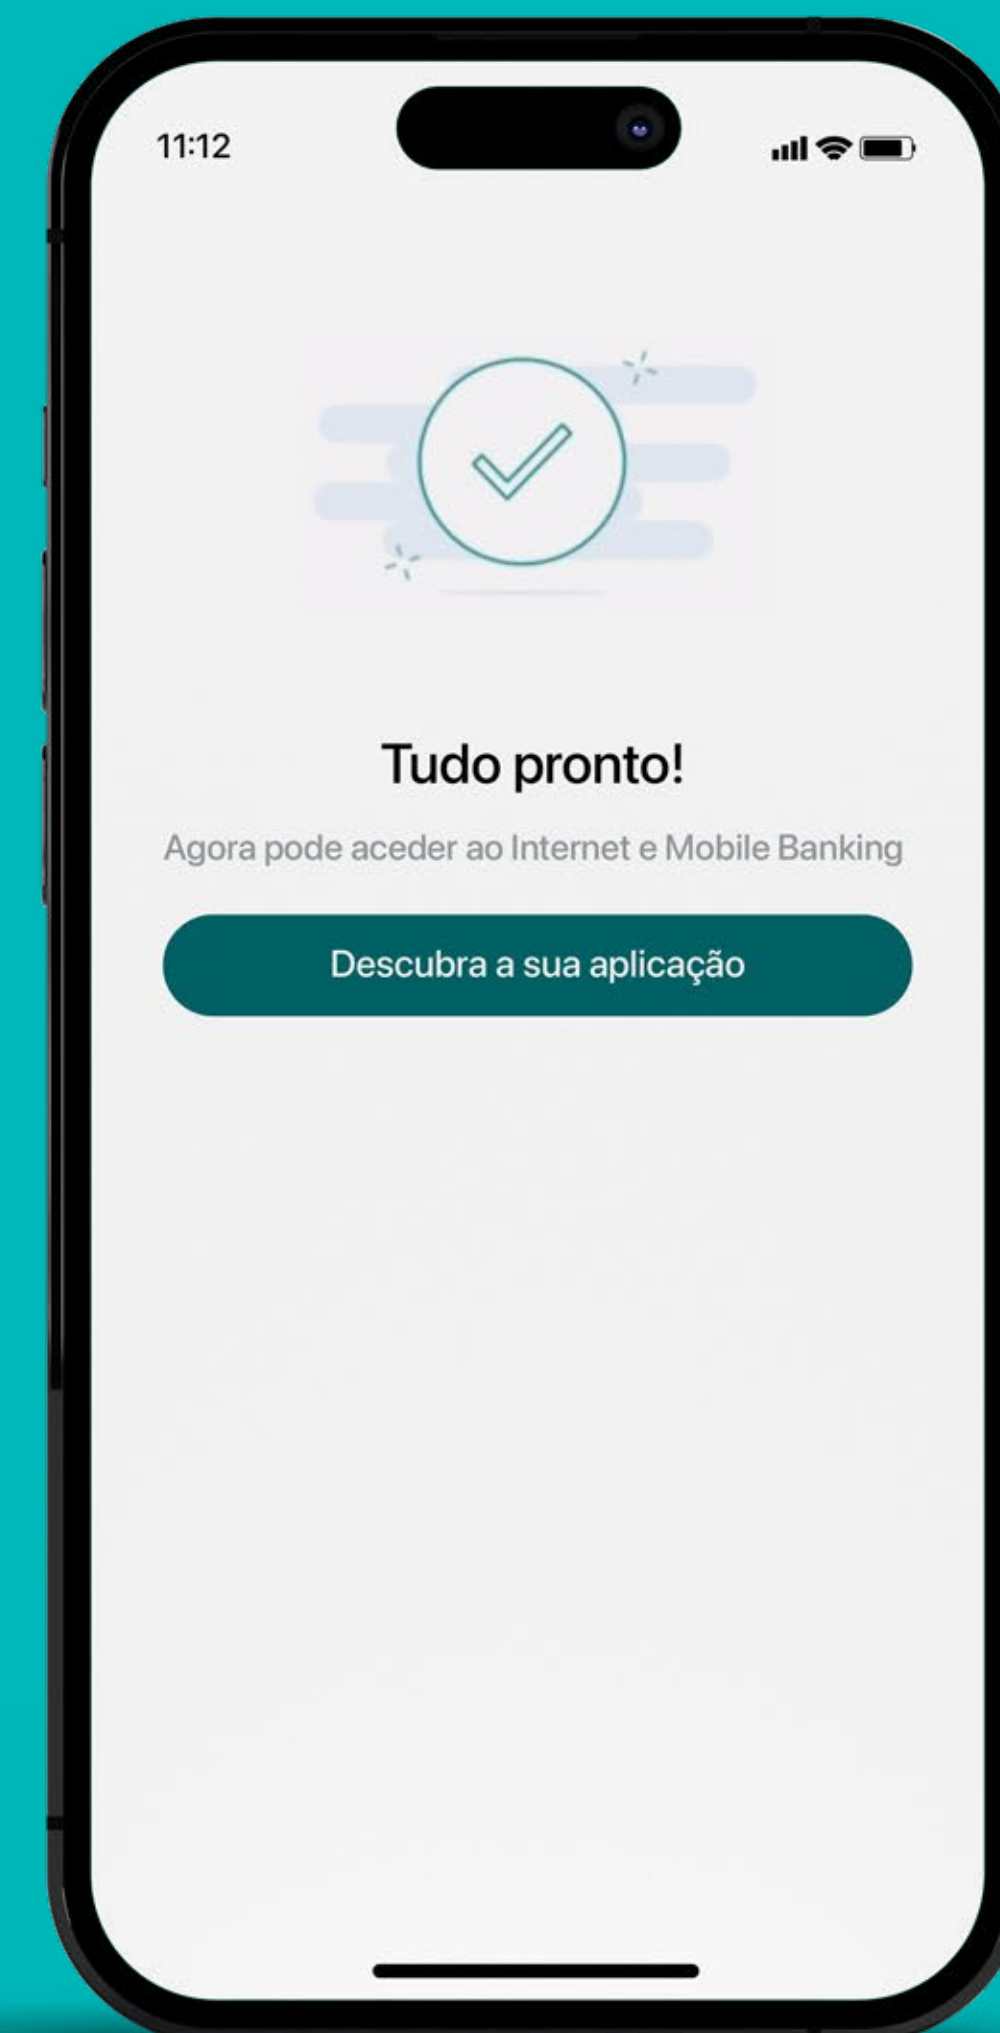 11:12
Tudo pronto!
Agora pode aceder ao Internet e Mobile Banking
Descubra a sua aplicação